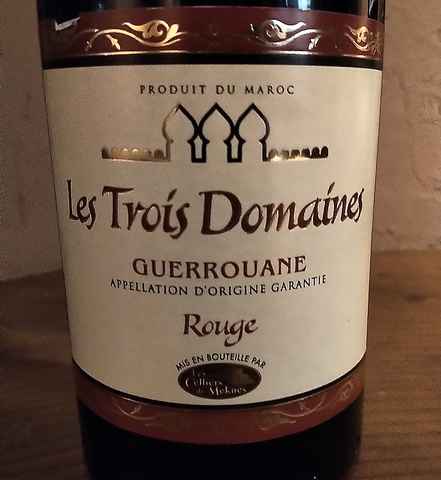 PRODUIT DU MAROC
Les Trois Domaines
GUERROUANE
APPELLATION D'ORIGINE GARANTIE
Rouge
MIS EN BOUTEILLE PAR
Les
Celliers
de Meknès